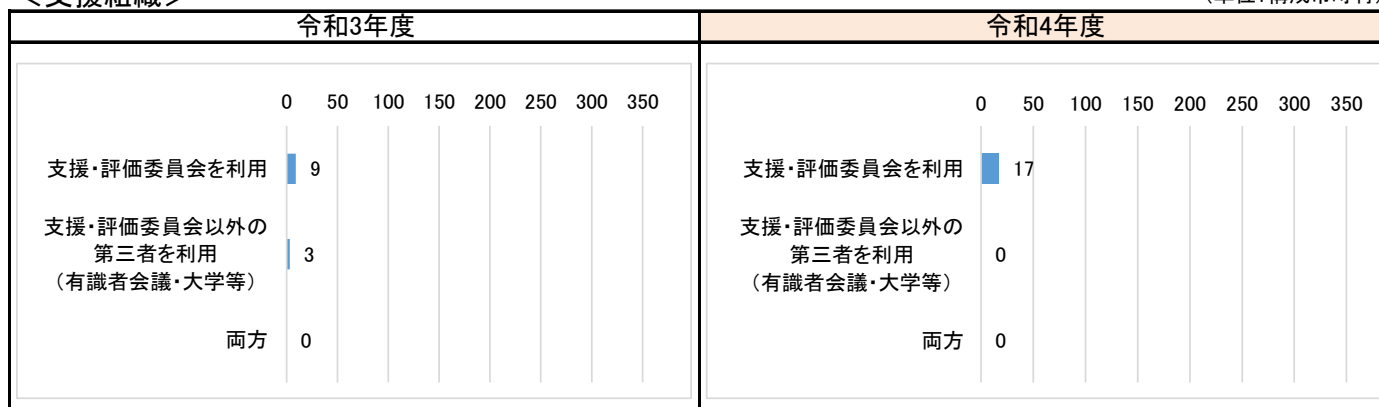 <支援組織>
令和3年度
令和4年度
0 50 100 150 200 250 300 350
支援・評価委員会を利用 9
支援・評価委員会以外の
第三者を利用 3
(有識者会議・大学等)
両方 0
0 50 100 150 200 250 300 350
支援・評価委員会を利用 17
支援・評価委員会以外の
第三者を利用 0
(有識者会議・大学等)
両方 0